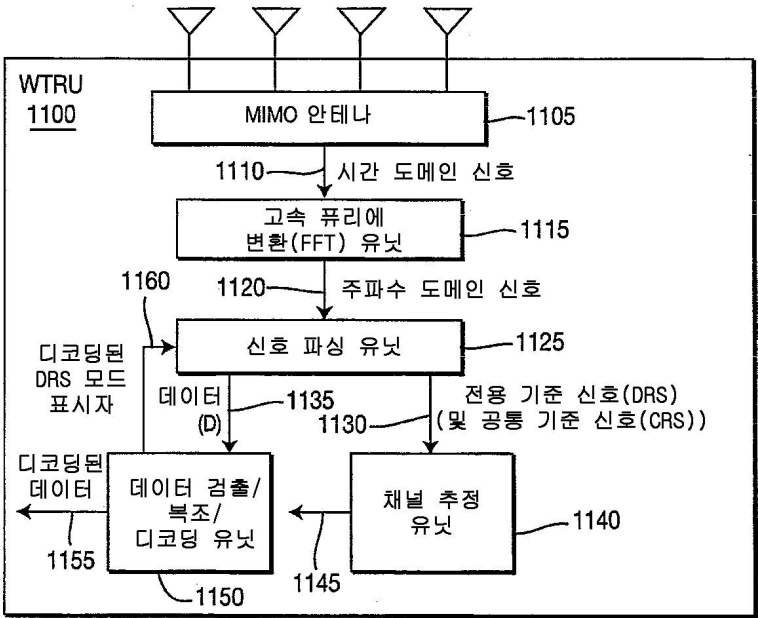 WTRU
1100
MIMO 안테나
1105
1110
시간 도메인 신호
고속 퓨리에
변환(FFT) 유닛
1115
1120
주파수 도메인 신호
1160
신호 파싱 유닛
1125
디코딩된
DRS 모드
표시자
데이터
(D)
1135
1130
전용 기준 신호(DRS)
(및 공통 기준 신호(CRS))
디코딩된
데이터
1155
데이터 검출/
복조/
디코딩 유닛
1150
1145
채널 추정
유닛
1140